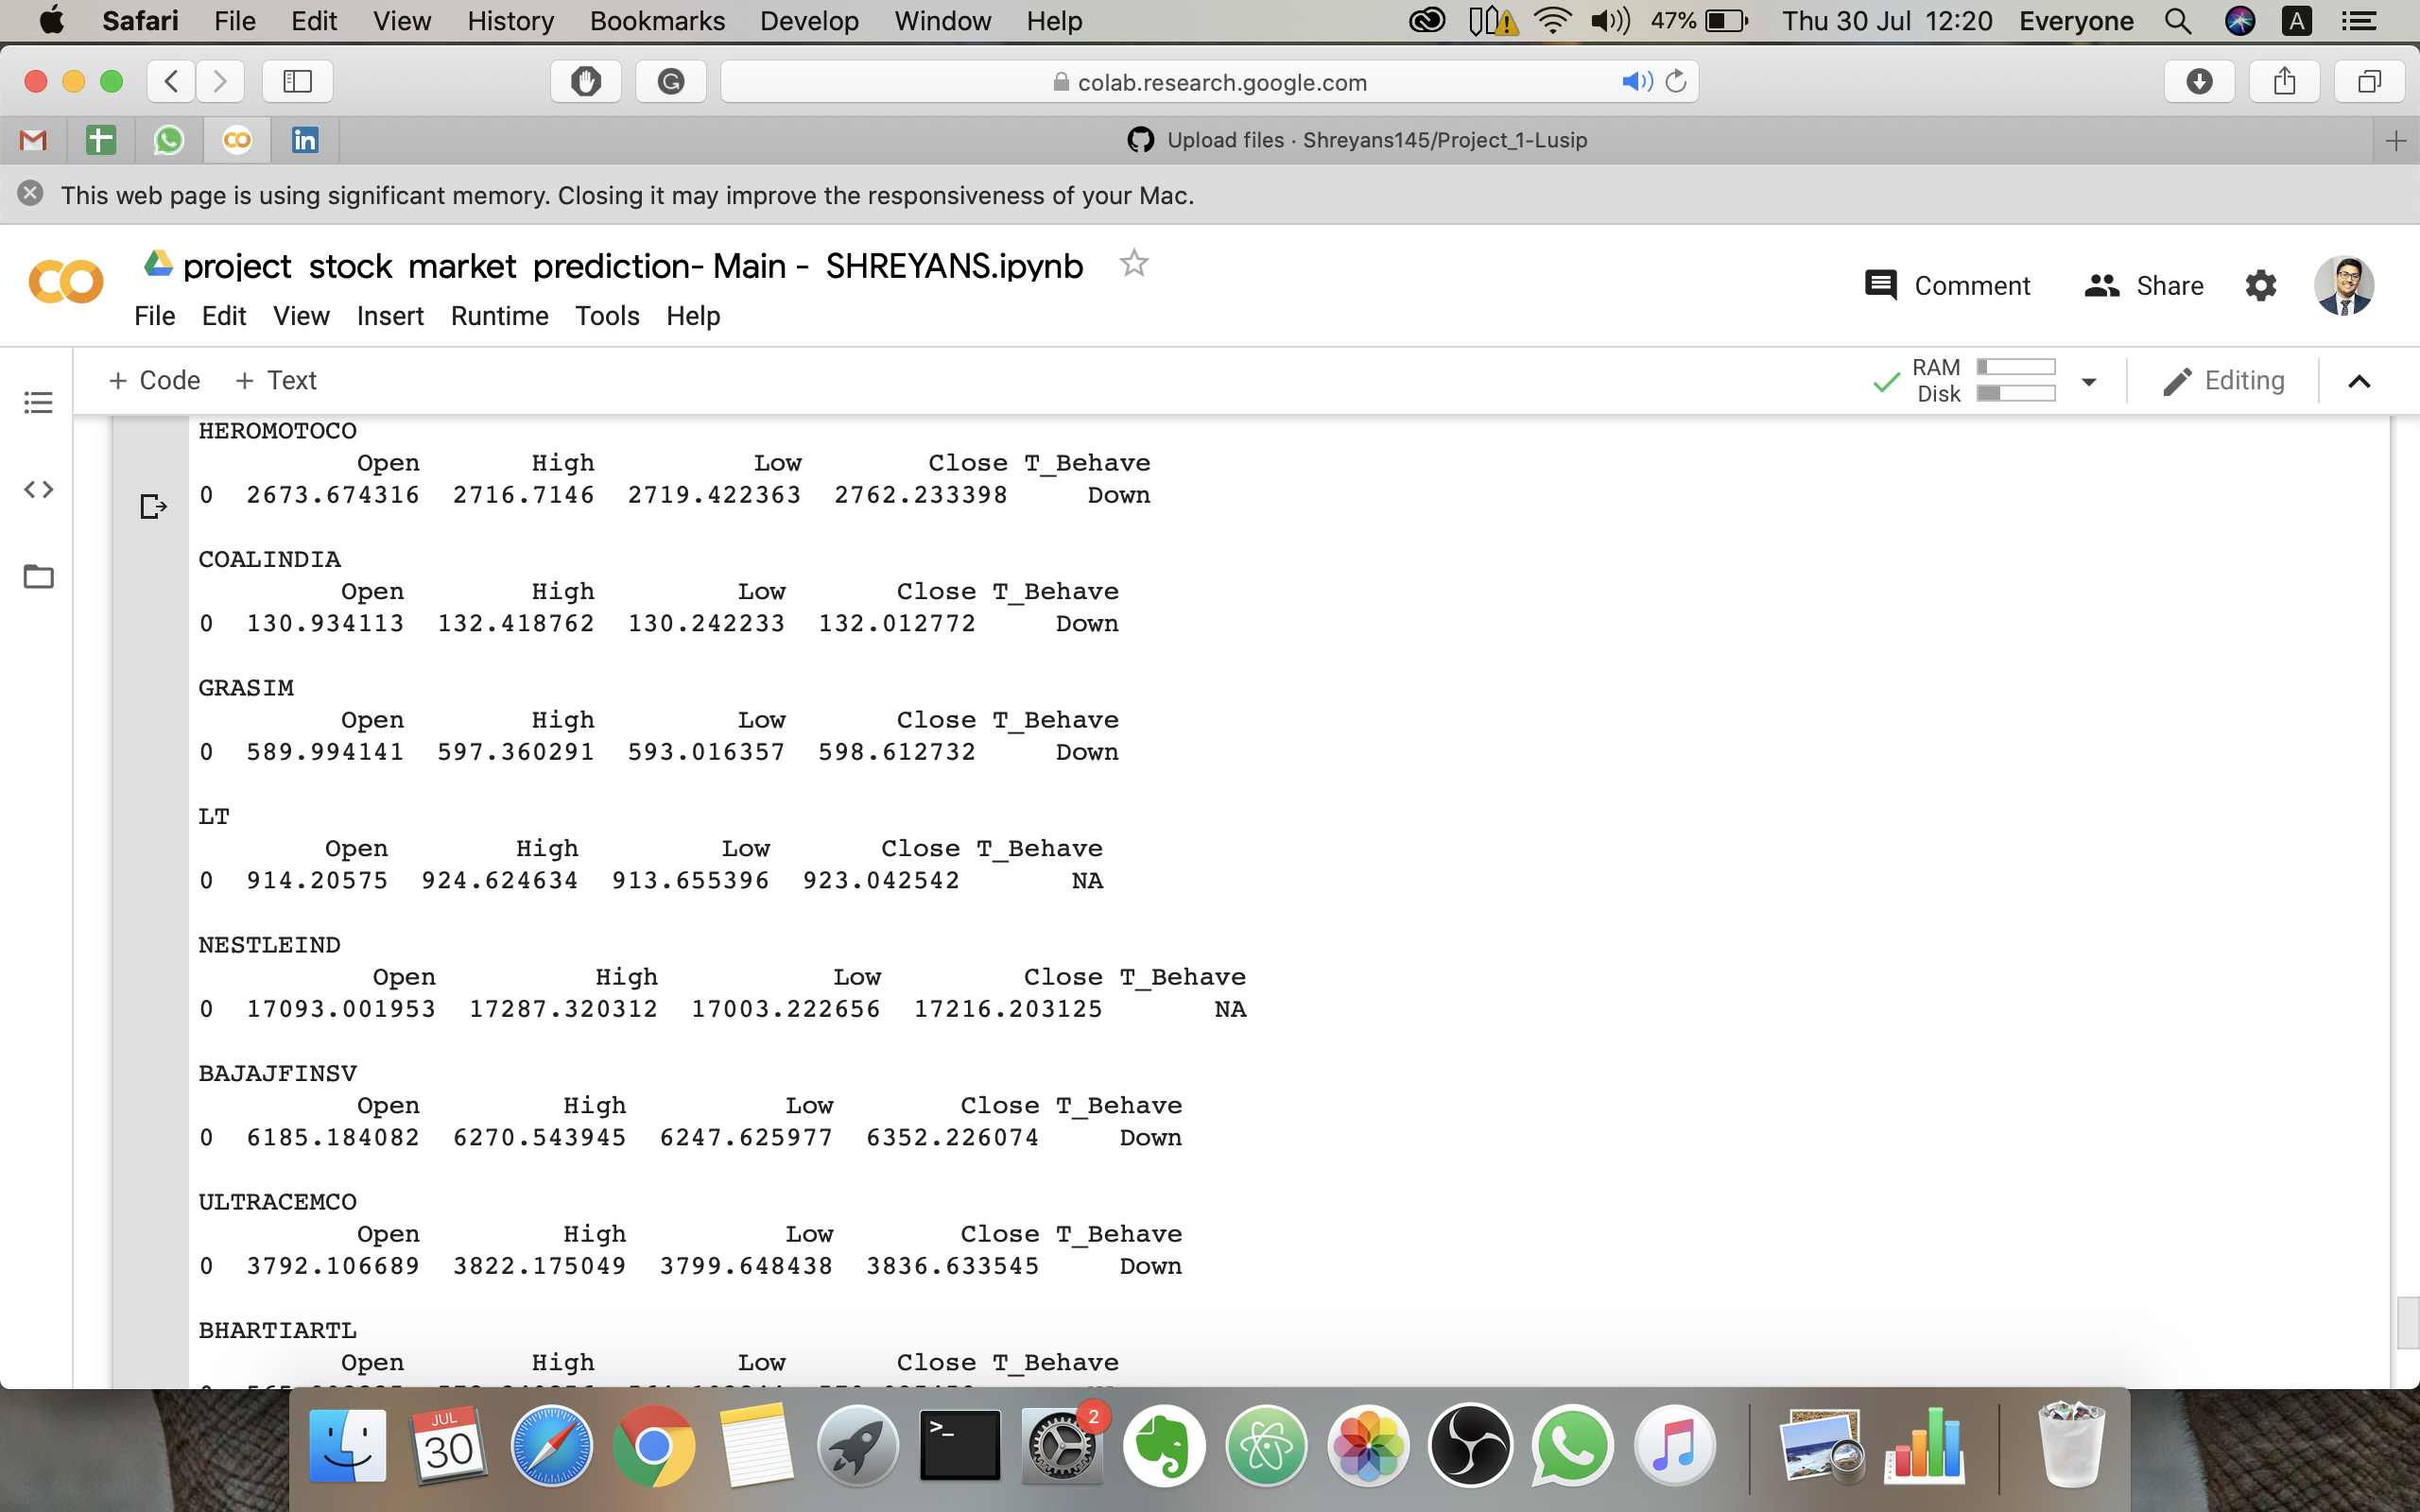 Safari File Edit View History Bookmarks Develop Window Help 47% Thu 30 Jul 12:20 Everyone A
G colab.research.google.com
Upload files · Shreyans145/Project_1-Lusip
This web page is using significant memory. Closing it may improve the responsiveness of your Mac.
project stock market prediction- Main - SHREYANS.ipynb
Comment Share
File Edit View Insert Runtime Tools Help
+ Code + Text RAM Disk Editing
HEROMOTOCO
Open High Low Close T_Behave
0 2673.674316 2716.7146 2719.422363 2762.233398 Down
COALINDIA
Open High Low Close T_Behave
0 130.934113 132.418762 130.242233 132.012772 Down
GRASIM
Open High Low Close T_Behave
0 589.994141 597.360291 593.016357 598.612732 Down
LT
Open High Low Close T_Behave
0 914.20575 924.624634 913.655396 923.042542 NA
NESTLEIND
Open High Low Close T_Behave
0 17093.001953 17287.320312 17003.222656 17216.203125 NA
BAJAJFINSV
Open High Low Close T_Behave
0 6185.184082 6270.543945 6247.625977 6352.226074 Down
ULTRACEMCO
Open High Low Close T_Behave
0 3792.106689 3822.175049 3799.648438 3836.633545 Down
BHARTIARTL
Open High Low Close T_Behave
JUL
30
>_
2